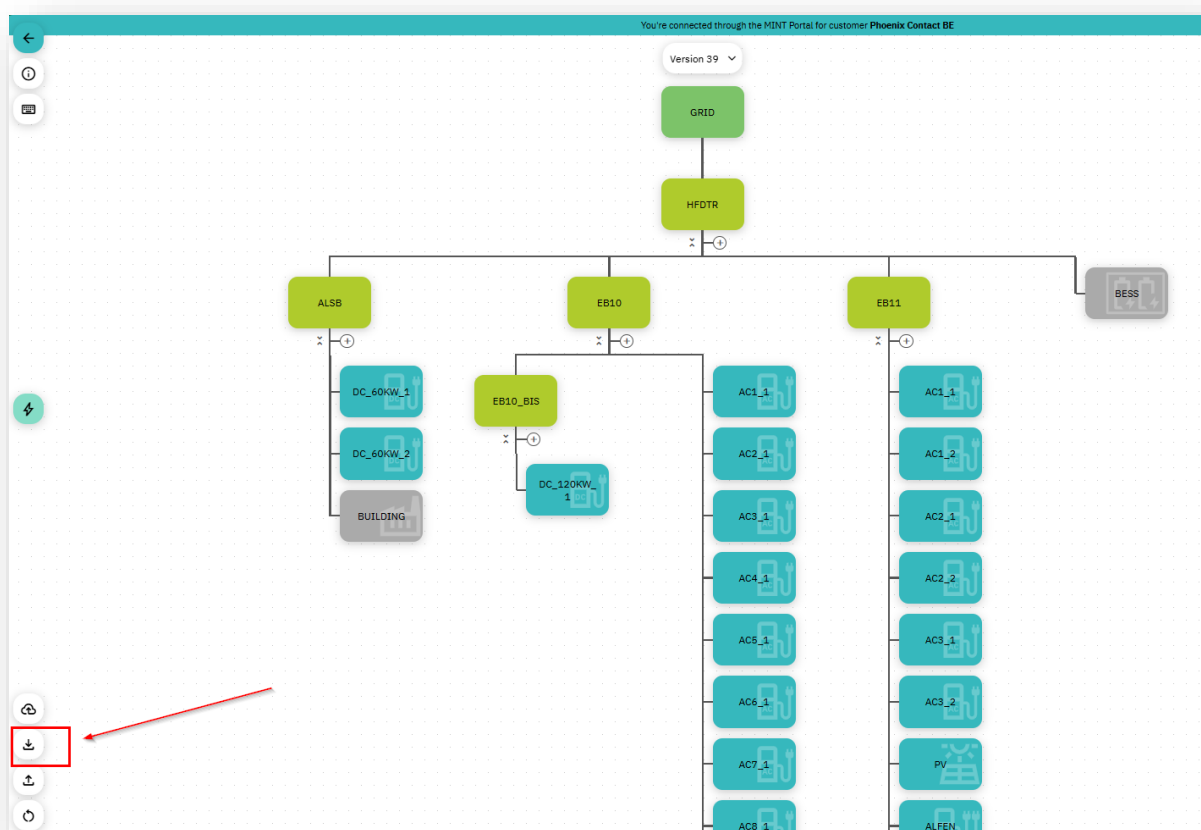 You're connected through the MINT Portal for customer Phoenix Contact BE
Version 39
GRID
HFDTR
ALSB
EB10
EB11
BESS
DC_60KW_1
DC_60KW_2
BUILDING
EB10_BIS
DC_120KW_
1
AC1_1
AC2_1
AC3_1
AC4_1
AC5_1
AC6_1
AC7_1
AC8_1
AC1_1
AC1_2
AC2_1
AC2_2
AC3_1
AC3_2
PV
ALFEN